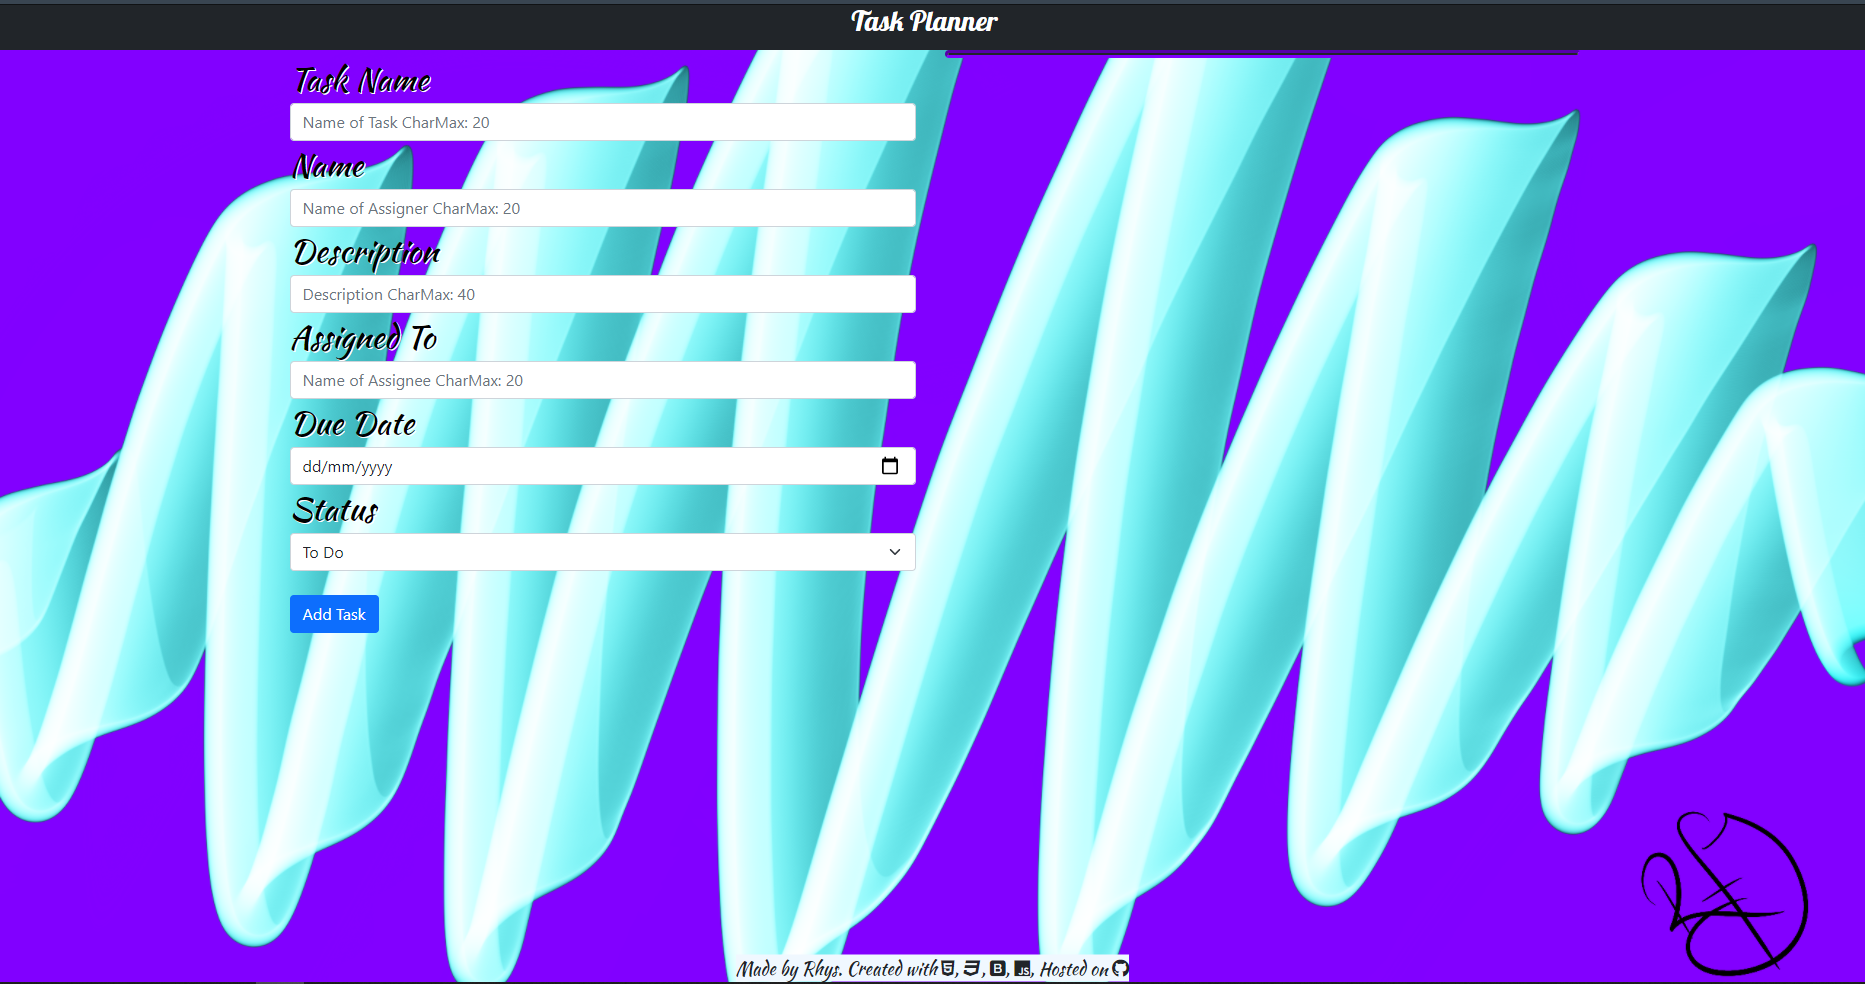 Task Planner
Task Name
Name of Task CharMax: 20
Name
Name of Assigner CharMax: 20
Description
Description CharMax: 40
Assigned To
Name of Assignee CharMax: 20
Due Date
dd/mm/yyyy
Status
To Do
Add Task
Made by Rhys. Created with , , , JS, Hosted on